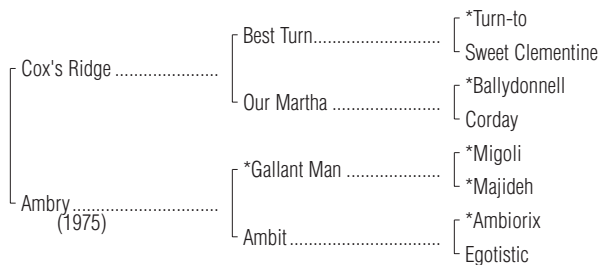 *Turn-to
Best Turn..............................
Sweet Clementine
Cox's Ridge ........................
*Ballydonnell
Our Martha .........................
Corday
*Migoli
*Gallant Man ......................
*Majideh
Ambry..................................
(1975)
*Ambiorix
Ambit....................................
Egotistic